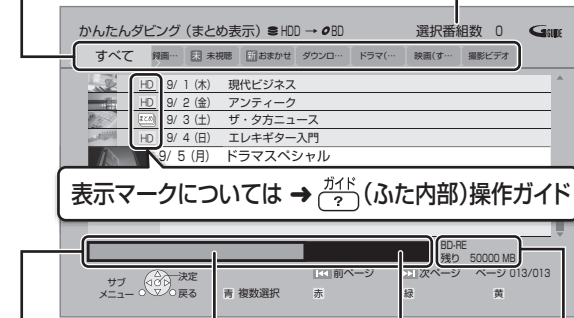 かんたんダビング（まとめ表示） HDD → BD 選択番組数 0 GGUIDE
すべて 録画… 未 未視聴 新 おまかせ ダウンロ… ドラマ(… 映画(す… 撮影ビデオ
HD 9/ 1 (木) 現代ビジネス
HD 9/ 2 (金) アンティーク
まとめ 9/ 3 (土) ザ・夕方ニュース
HD 9/ 4 (日) エレキギター入門
9/ 5 (月) ドラマスペシャル
表示マークについては ➔ ガイド ? (ふた内部)操作ガイド
BD-RE
残り 50000 MB
前ページ 次ページ ページ 013/013
サブメニュー 決定 戻る 青 複数選択 赤 緑 黄